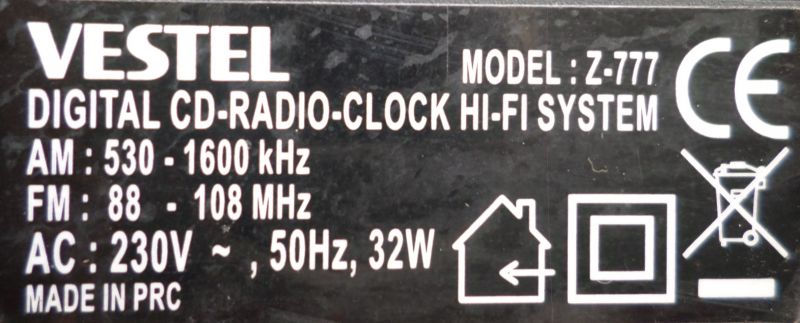 VESTEL
MODEL : Z-777
DIGITAL CD-RADIO-CLOCK HI-FI SYSTEM
AM : 530 - 1600 kHz
FM : 88 - 108 MHz
AC : 230V ~ , 50Hz, 32W
MADE IN PRC
CE